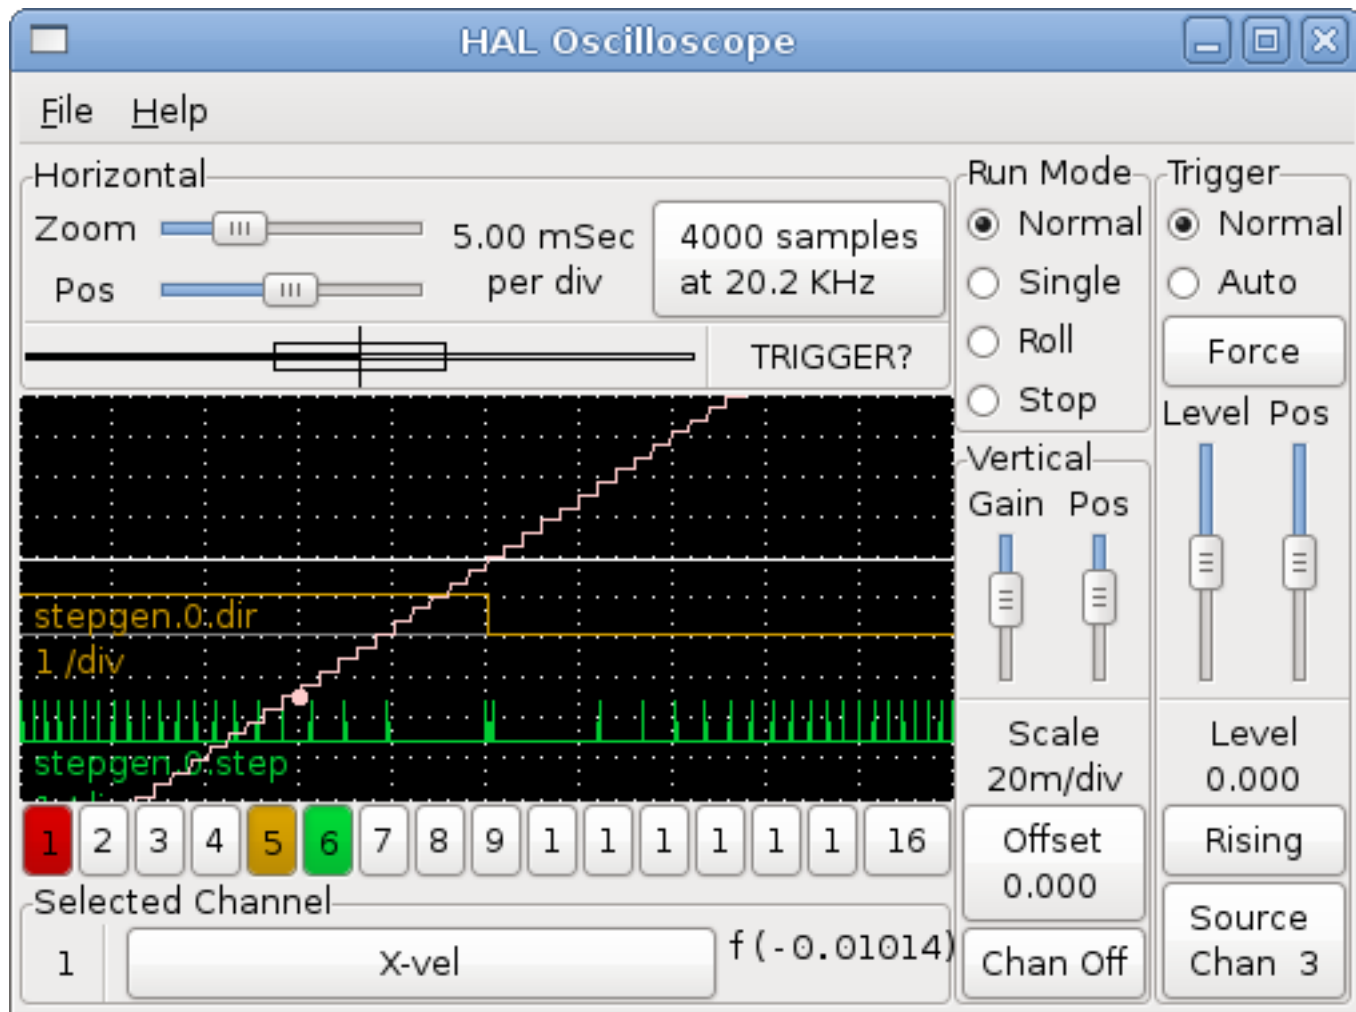 HAL Oscilloscope
File Help
Horizontal
Zoom
Pos
5.00 mSec
per div
4000 samples
at 20.2 KHz
TRIGGER?
Run Mode
Normal
Single
Roll
Stop
Trigger
Normal
Auto
Force
Level Pos
Vertical
Gain Pos
stepgen.0.dir
1 /div
stepgen.0.step
Scale
20m/div
Offset
0.000
Chan Off
Level
0.000
Rising
Source
Chan 3
1 2 3 4 5 6 7 8 9 1 1 1 1 1 1 16
Selected Channel
1 X-vel f(-0.01014)